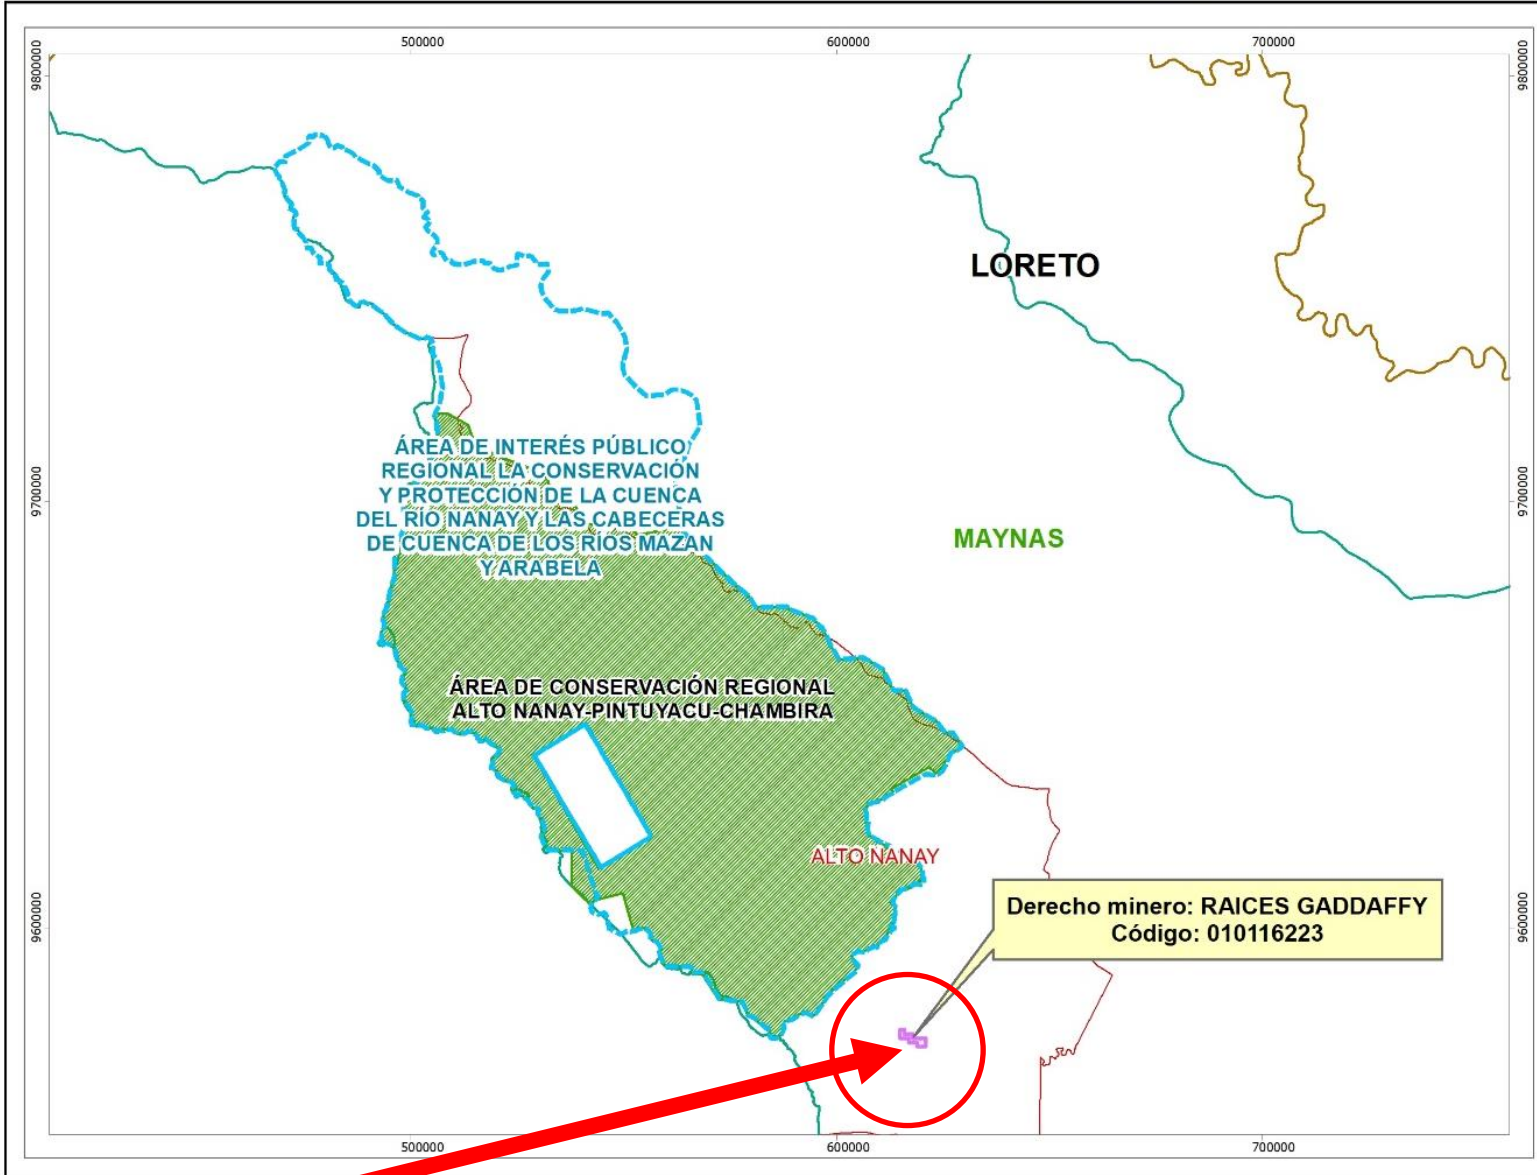 500000
600000
700000
9800000
9800000
LORETO
ÁREA DE INTERÉS PÚBLICO
REGIONAL LA CONSERVACIÓN
Y PROTECCIÓN DE LA CUENCA
DEL RÍO NANAY Y LAS CABECERAS
DE CUENCA DE LOS RÍOS MAZAN
Y ARABELA
9700000
9700000
MAYNAS
ÁREA DE CONSERVACIÓN REGIONAL
ALTO NANAY-PINTUYACU-CHAMBIRA
ALTO NANAY
Derecho minero: RAICES GADDAFFY
Código: 010116223
9600000
9600000
500000
600000
700000